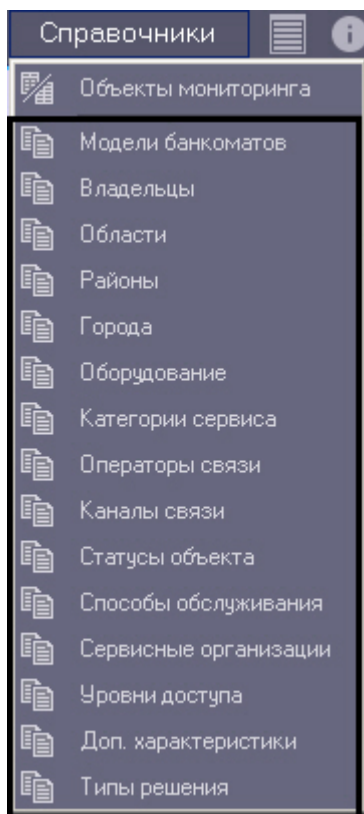 Справочники
Объекты мониторинга
Модели банкоматов
Владельцы
Области
Районы
Города
Оборудование
Категории сервиса
Операторы связи
Каналы связи
Статусы объекта
Способы обслуживания
Сервисные организации
Уровни доступа
Доп. характеристики
Типы решения